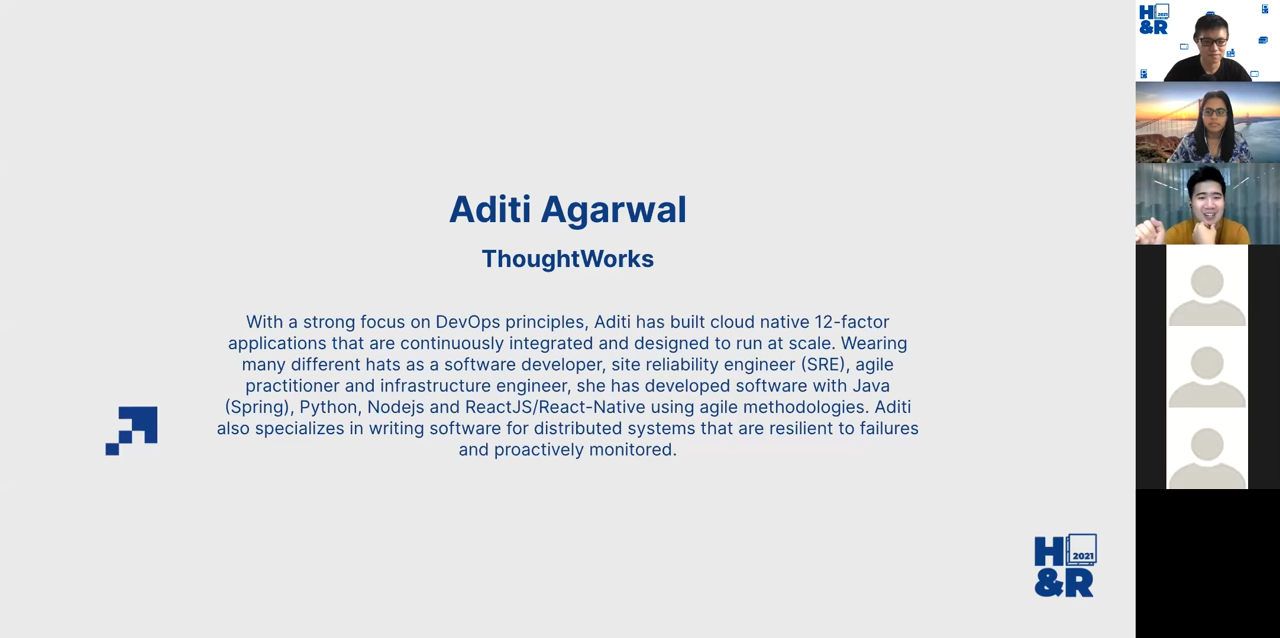 Aditi Agarwal
ThoughtWorks
With a strong focus on DevOps principles, Aditi has built cloud native 12-factor
applications that are continuously integrated and designed to run at scale. Wearing
many different hats as a software developer, site reliability engineer (SRE), agile
practitioner and infrastructure engineer, she has developed software with Java
(Spring), Python, Nodejs and ReactJS/React-Native using agile methodologies. Aditi
also specializes in writing software for distributed systems that are resilient to failures
and proactively monitored.
H 2021
&R
H 2021
&R